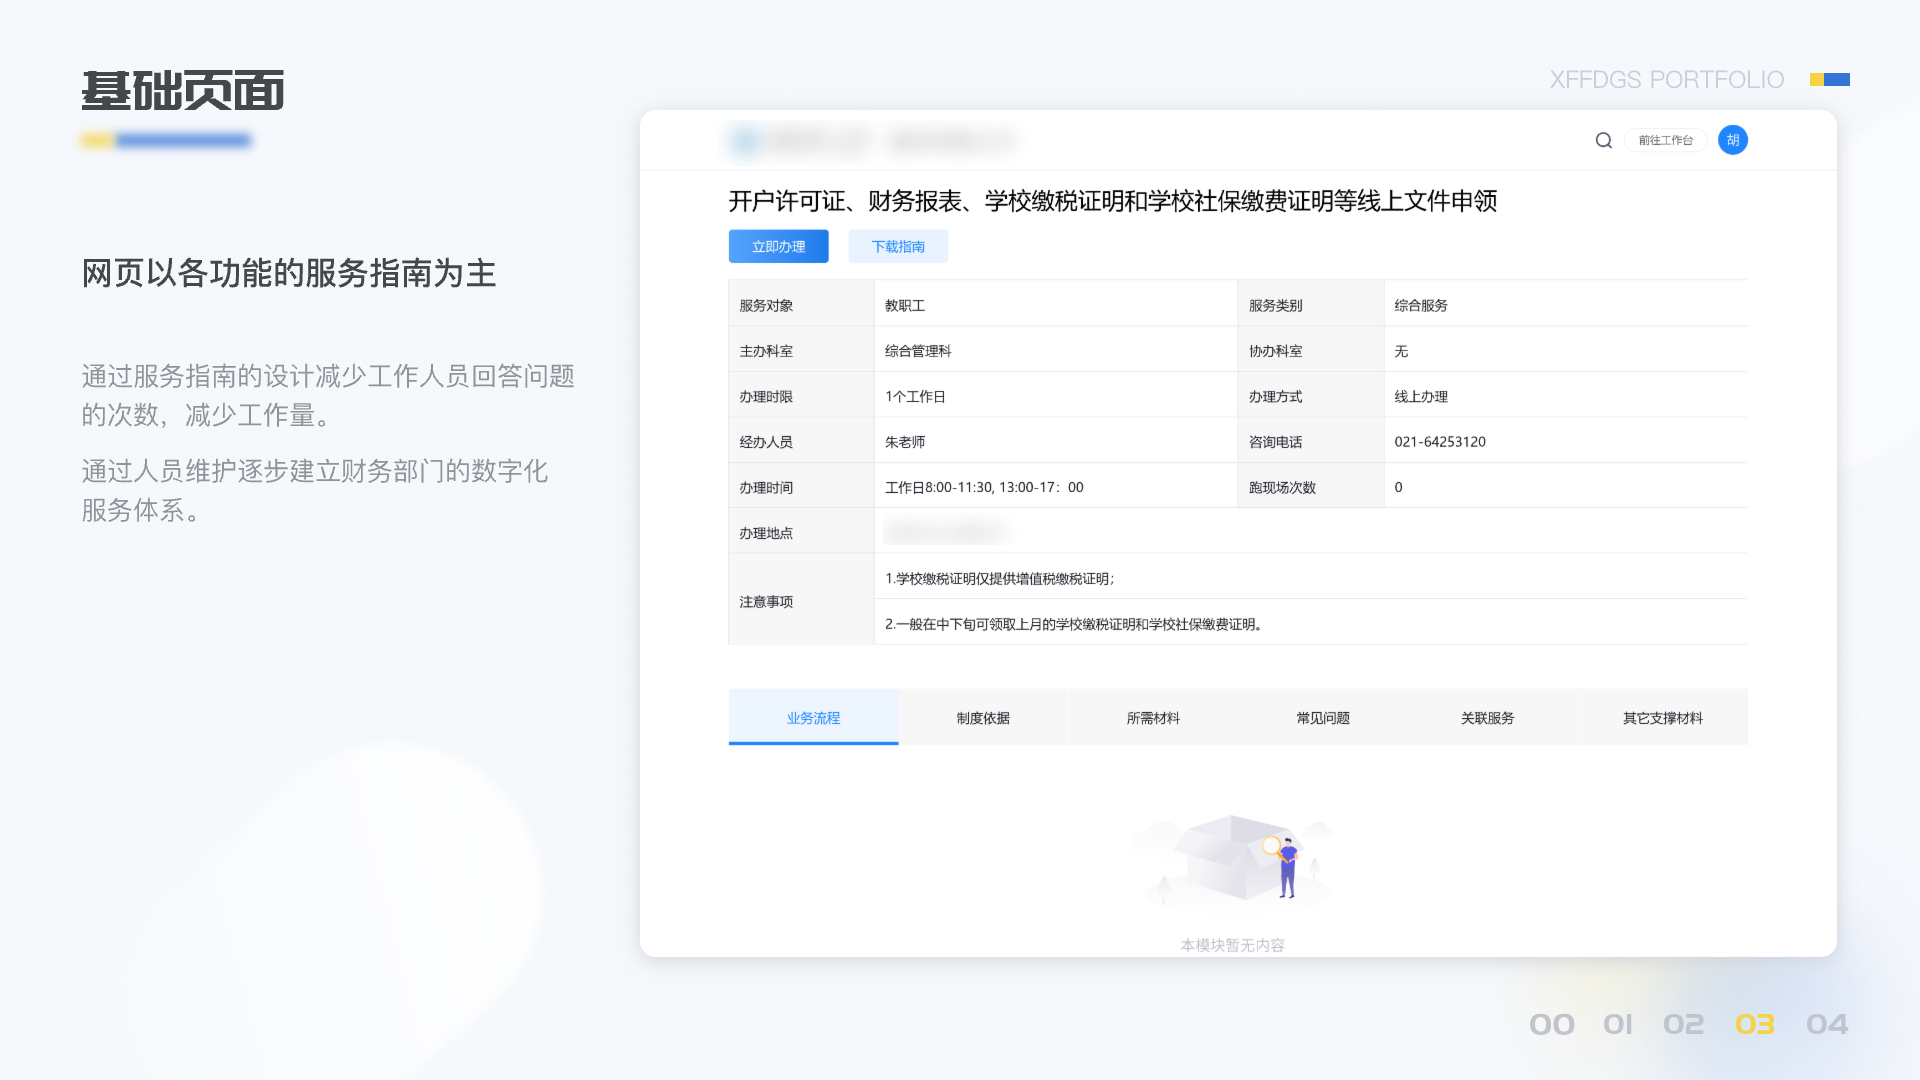 基础页面
XFFDGS PORTFOLIO
网页以各功能的服务指南为主
通过服务指南的设计减少工作人员回答问题
的次数，减少工作量。
通过人员维护逐步建立财务部门的数字化
服务体系。
前往工作台 胡
开户许可证、财务报表、学校缴税证明和学校社保缴费证明等线上文件申领
立即办理 下载指南
服务对象 教职工 服务类别 综合服务
主办科室 综合管理科 协办科室 无
办理时限 1个工作日 办理方式 线上办理
经办人员 朱老师 咨询电话 021-64253120
办理时间 工作日8:00-11:30, 13:00-17：00 跑现场次数 0
办理地点
注意事项
1.学校缴税证明仅提供增值税缴税证明；
2.一般在中下旬可领取上月的学校缴税证明和学校社保缴费证明。
业务流程 制度依据 所需材料 常见问题 关联服务 其它支撑材料
本模块暂无内容
00 01 02 03 04